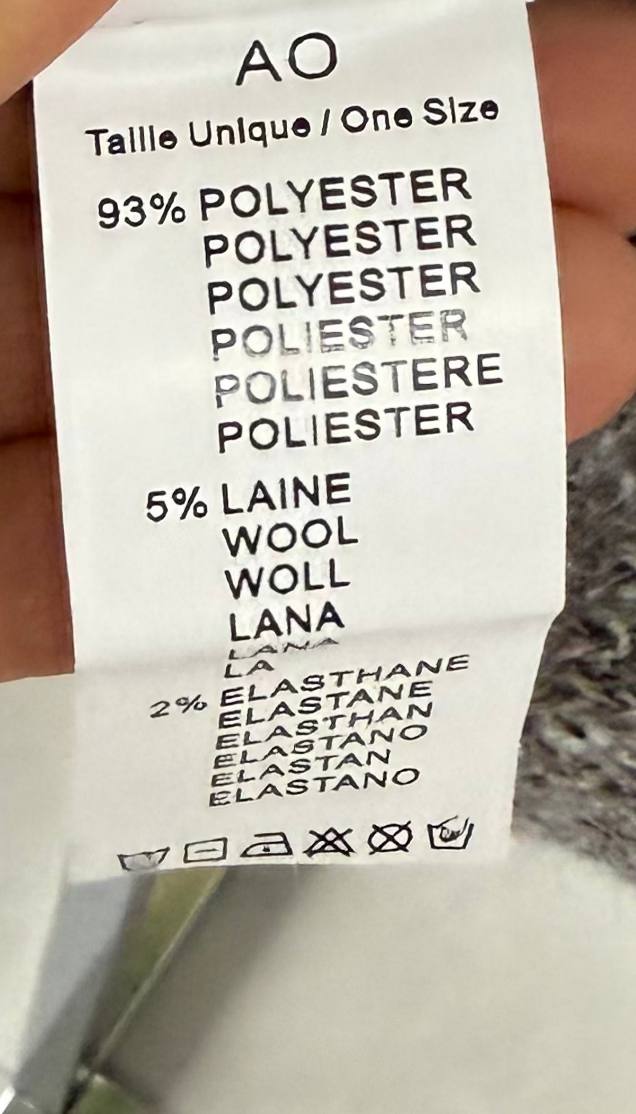 AO
Taille Unique / One Size
93% POLYESTER
POLYESTER
POLYESTER
POLIESTER
POLIESTERE
POLIESTER
5% LAINE
WOOL
WOLL
LANA
LANA
LA
2% ELASTHANE
ELASTANE
ELASTHAN
ELASTANO
ELASTAN
ELASTANO